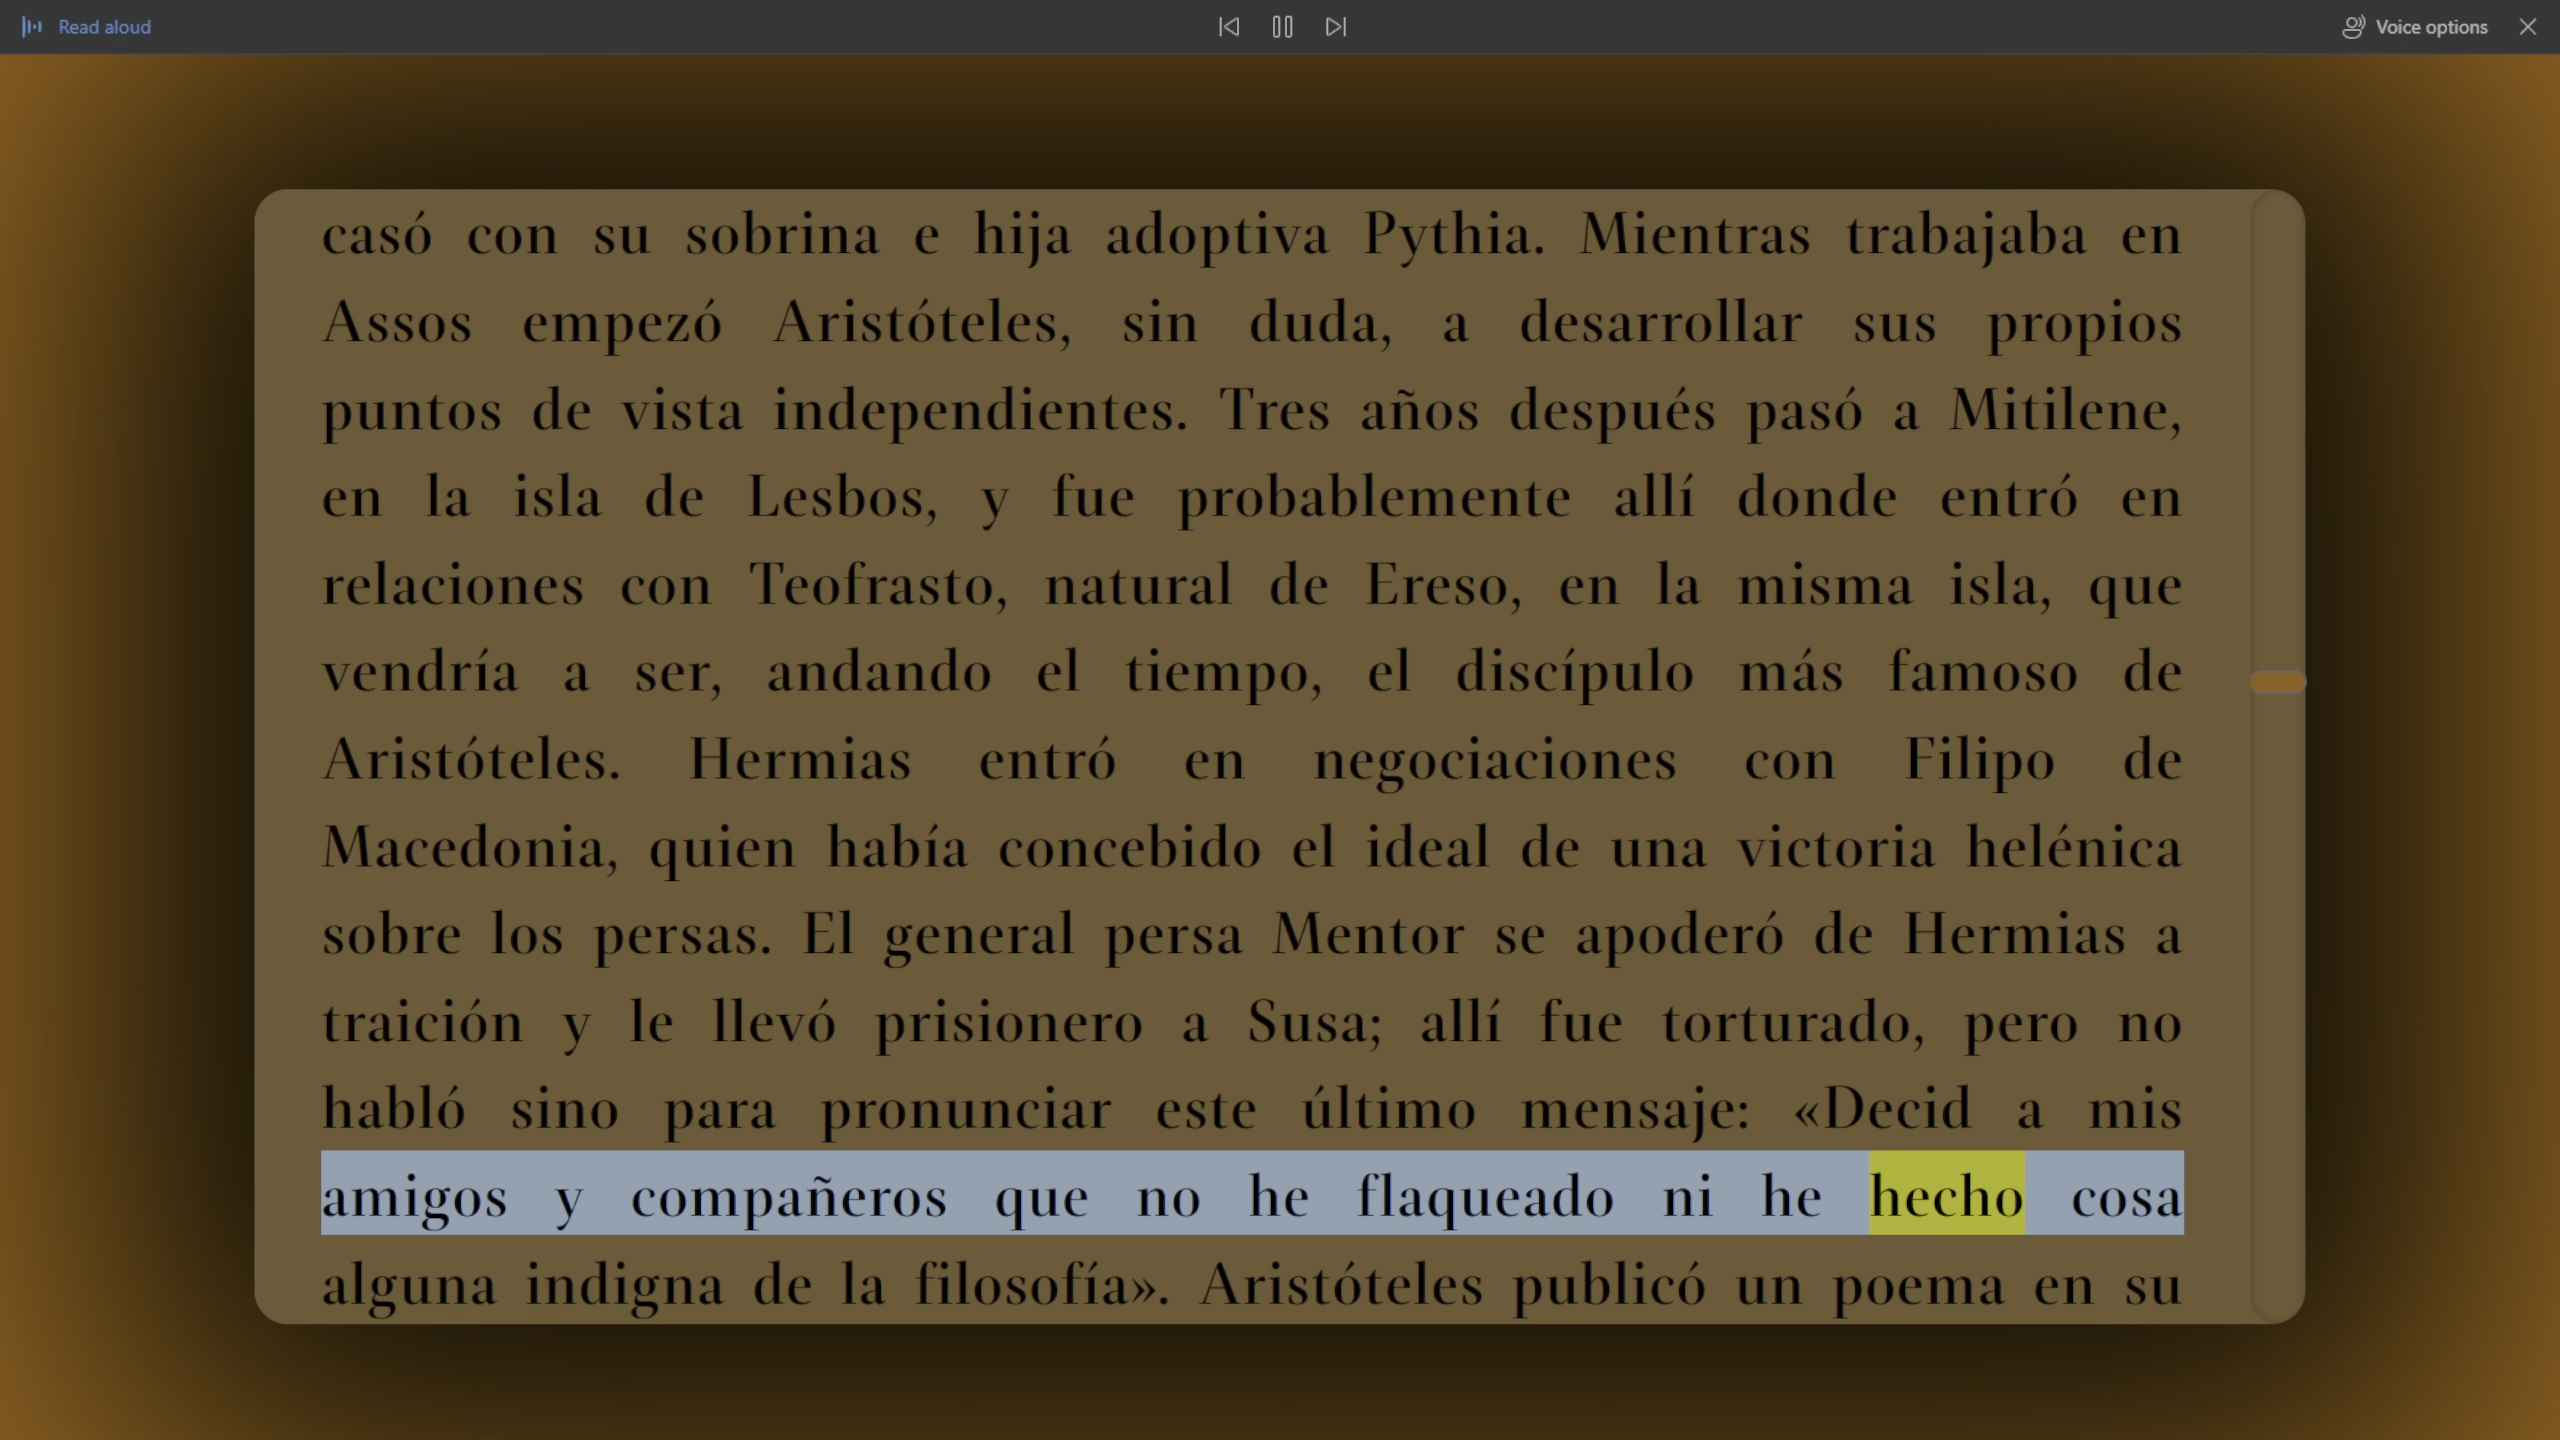 Read aloud
Voice options
casó con su sobrina e hija adoptiva Pythia. Mientras trabajaba en
Assos empezó Aristóteles, sin duda, a desarrollar sus propios
puntos de vista independientes. Tres años después pasó a Mitilene,
en la isla de Lesbos, y fue probablemente allí donde entró en
relaciones con Teofrasto, natural de Ereso, en la misma isla, que
vendría a ser, andando el tiempo, el discípulo más famoso de
Aristóteles. Hermias entró en negociaciones con Filipo de
Macedonia, quien había concebido el ideal de una victoria helénica
sobre los persas. El general persa Mentor se apoderó de Hermias a
traición y le llevó prisionero a Susa; allí fue torturado, pero no
habló sino para pronunciar este último mensaje: «Decid a mis
amigos y compañeros que no he flaqueado ni he hecho cosa
alguna indigna de la filosofía». Aristóteles publicó un poema en su